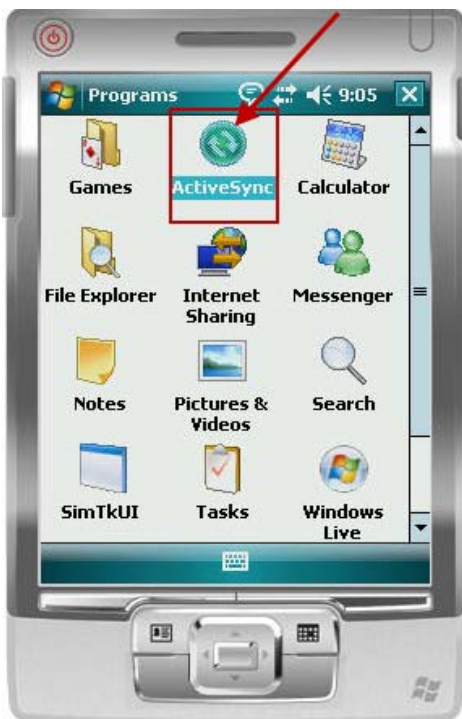 Programs 9:05
Games ActiveSync Calculator
File Explorer Internet Sharing Messenger
Notes Pictures & Videos Search
SimTkUI Tasks Windows Live